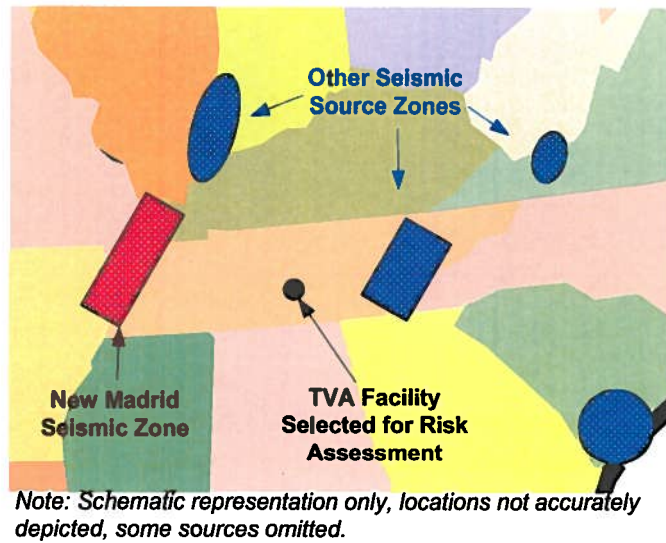 Other Seismic
Source Zones
New Madrid
Seismic Zone
TVA Facility
Selected for Risk
Assessment
Note: Schematic representation only, locations not accurately
depicted, some sources omitted.